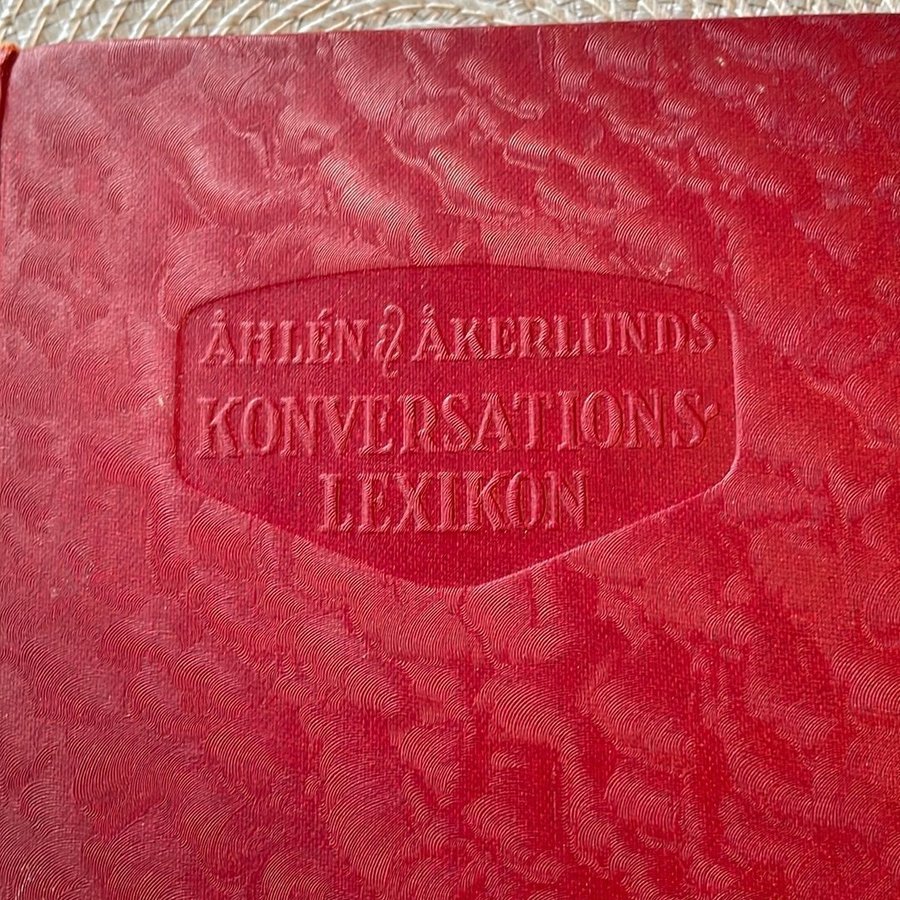 ÅHLÉN & ÅKERLUNDS
KONVERSATIONS-
LEXIKON